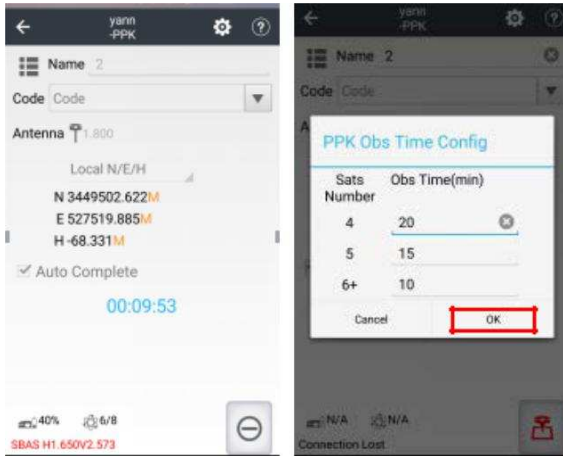 yann
-PPK
Name 2
Code Code
Antenna 1.800
Local N/E/H
N 3449502.622M
E 527519.885M
H -68.331M
Auto Complete
00:09:53
40% 6/8
SBAS H1.650V2.573
yann
-PPK
Name 2
Code Code
A
PPK Obs Time Config
Sats Number Obs Time(min)
4 20
5 15
6+ 10
Cancel OK
N/A N/A
Connection Lost